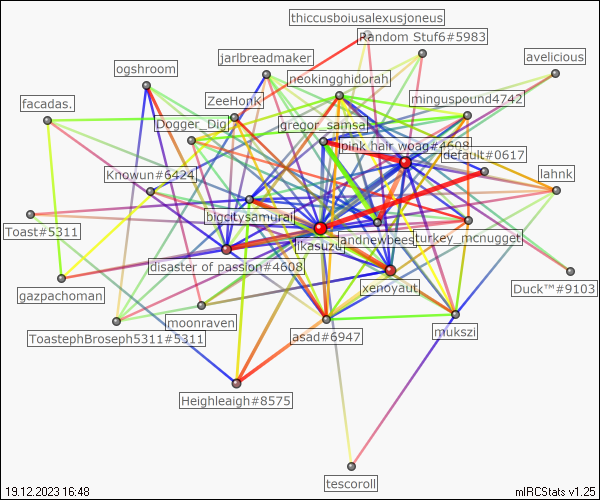 thiccusboiusalexusjoneus
Random Stuf6#5983
jarlbreadmaker
avelicious
ogshroom
neokingghidorah
facadas.
ZeeHonk
minguspound4742
Dogger_Dig
gregor_samsa
pink hair woag#4608
default#0617
Knowun#6424
lahnk
bigcitysamurai
Toast#5311
ikasuzu
andnewbees
turkey_mcnugget
disaster of passion#4608
xenoyaut
Duck™#9103
gazpachoman
moonraven
ToastephBroseph5311#5311
asad#6947
mukszi
Heighleaigh#8575
tescoroll
19.12.2023 16:48
mIRCStats v1.25